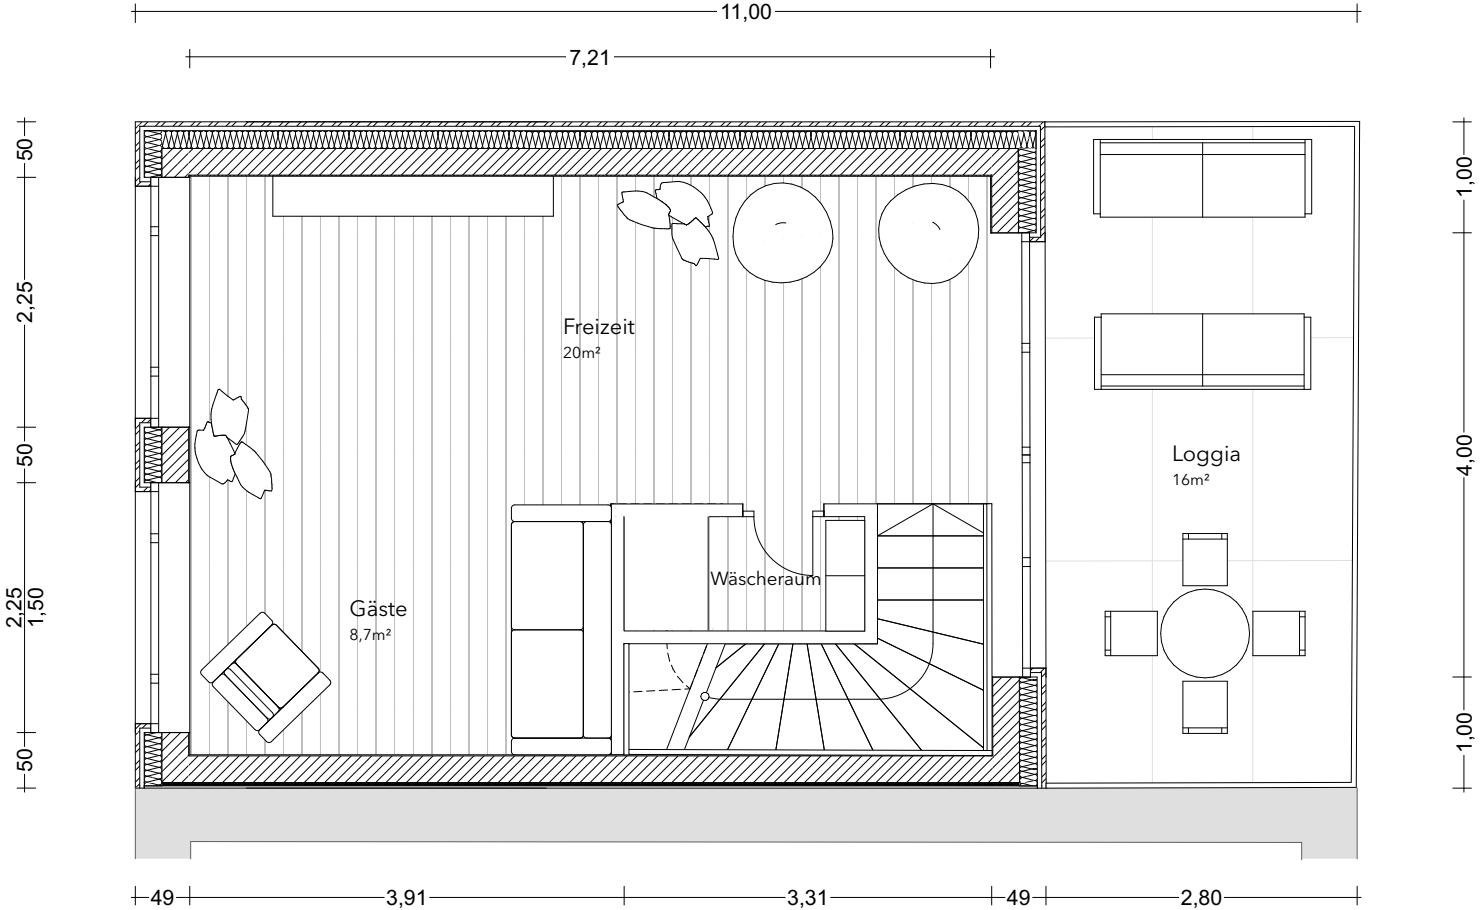 11,00
7,21
50
2,25
50
2,25
1,50
50
1,00
4,00
1,00
Freizeit
20m²
Loggia
16m²
Wäscheraum
Gäste
8,7m²
49
3,91
3,31
49
2,80